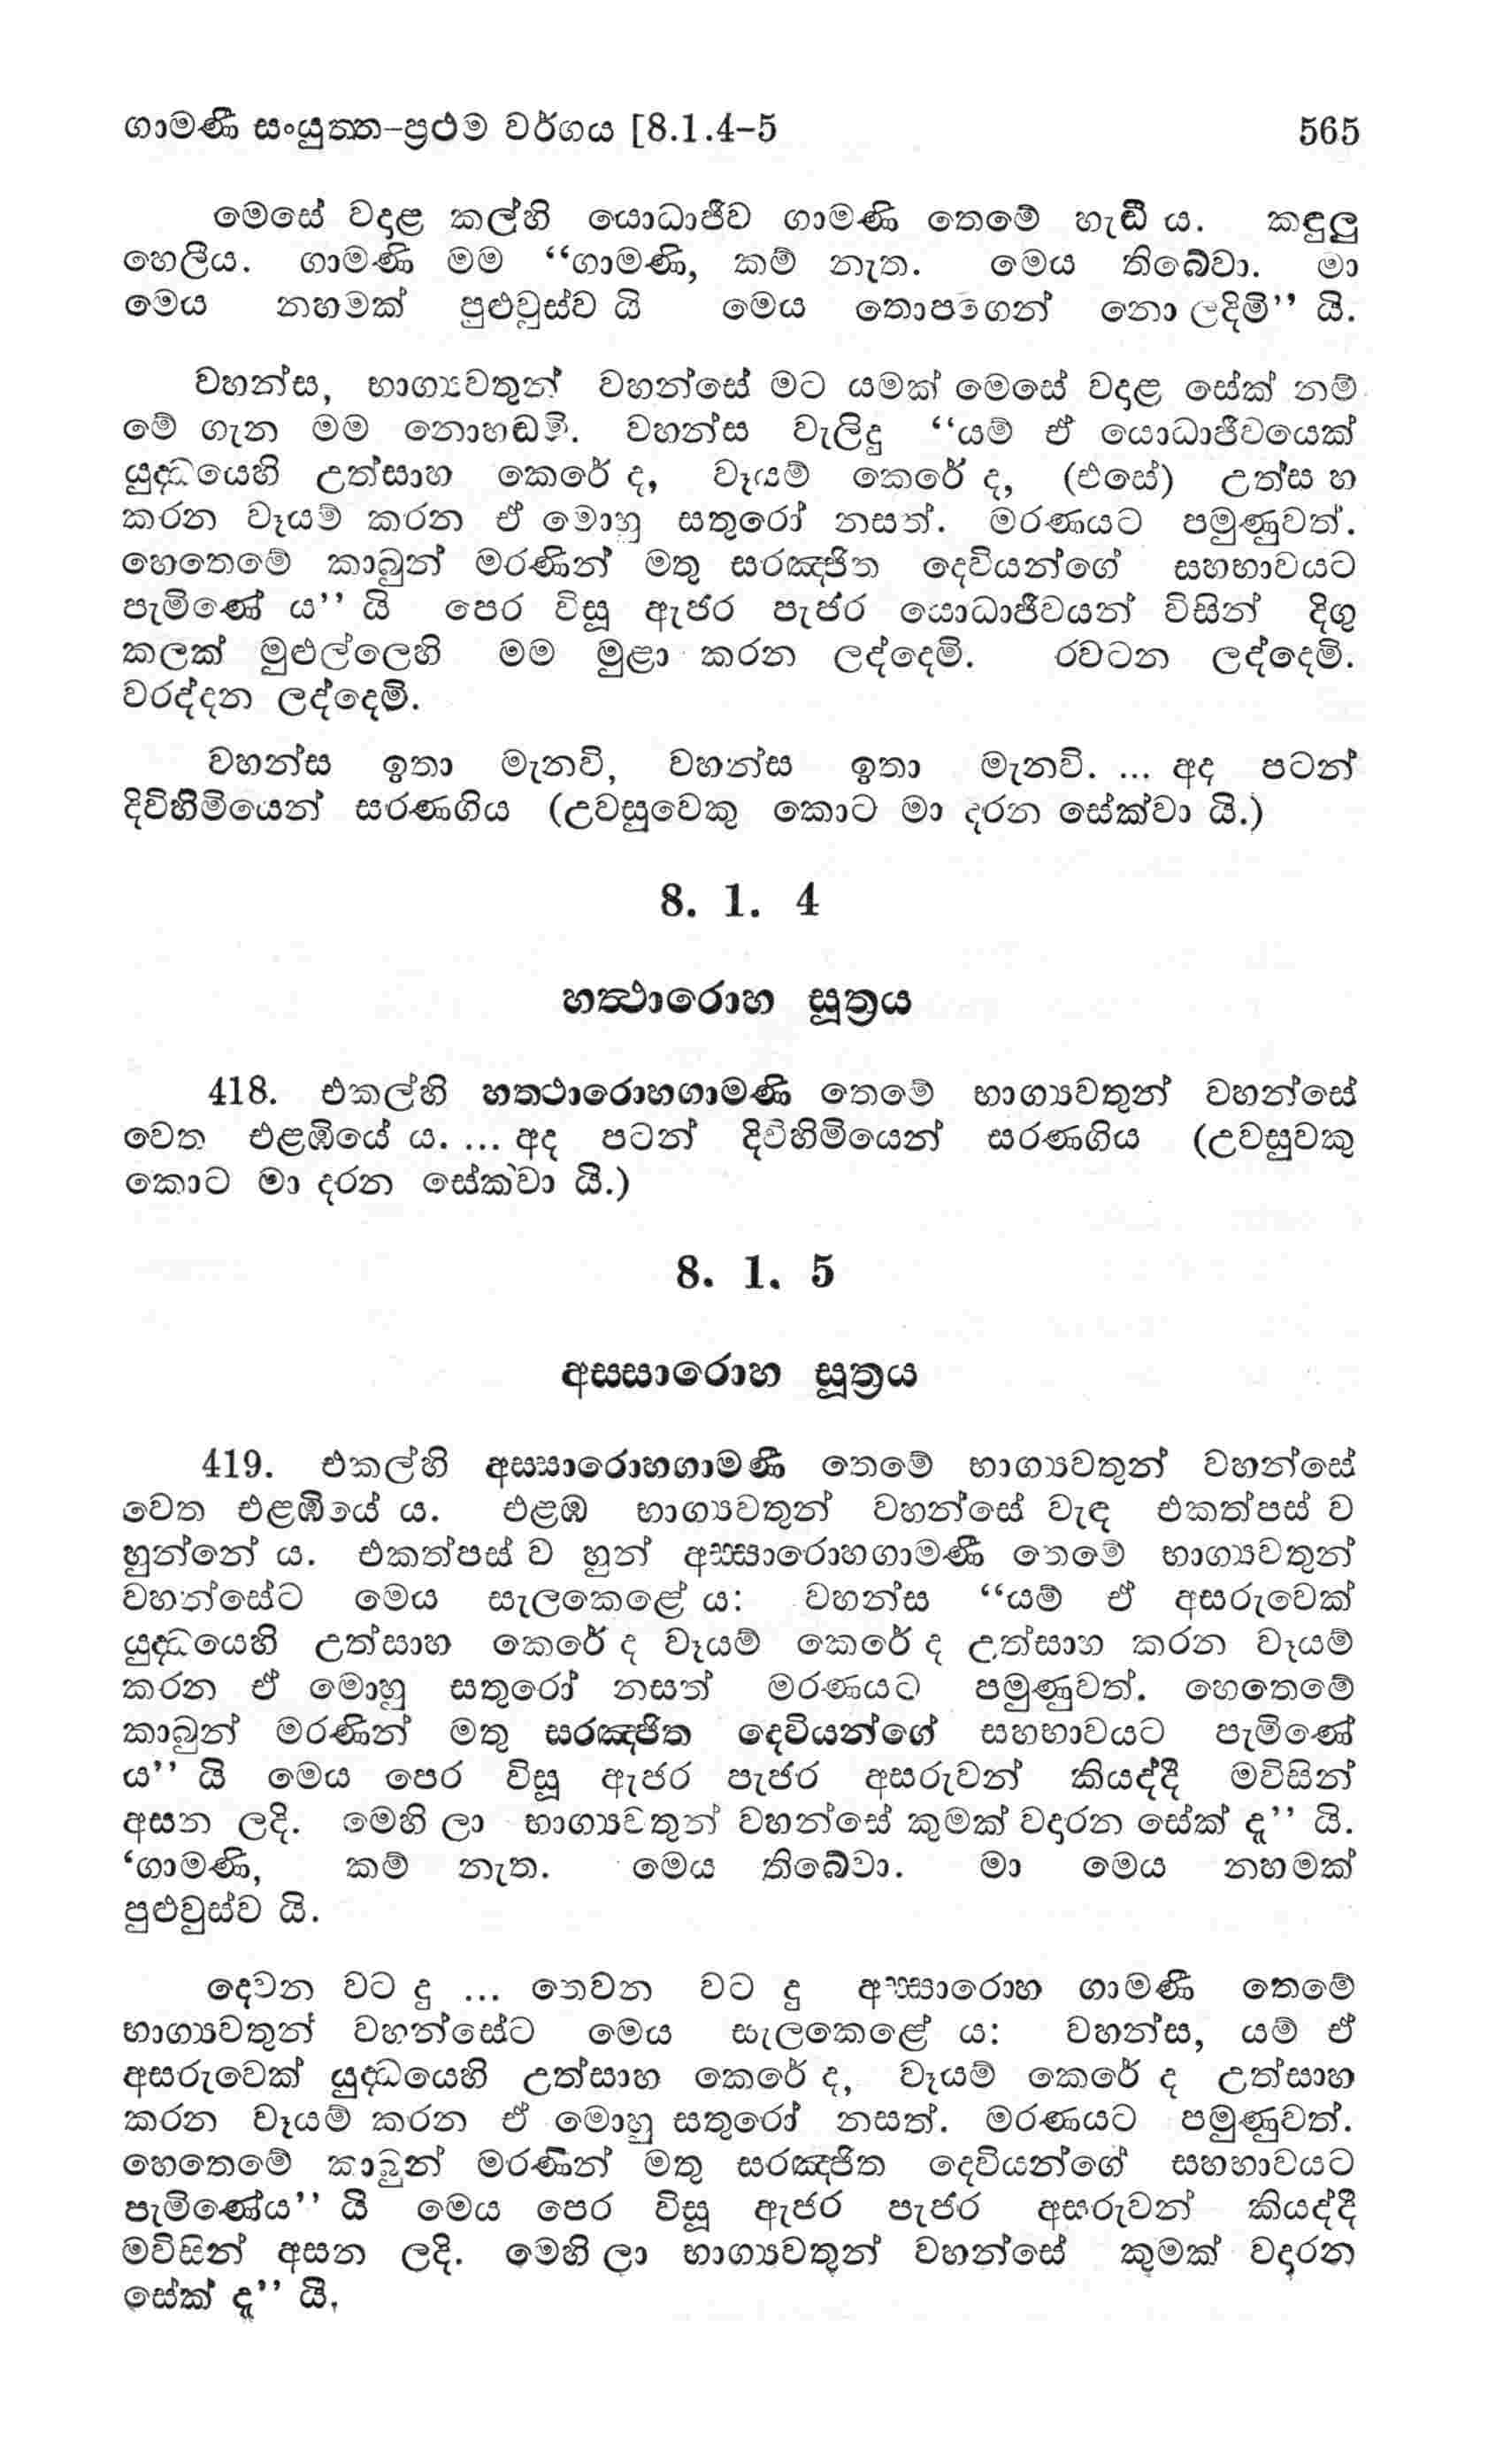 ගාමණී සංයුත්ත–ප්‍රථම වර්ගය [8.1.4–5 565
මෙසේ වදළ කල්හි යොධාජීව ගාමණි තෙමේ හැඬී ය. කඳුලු
හෙලීය. ගාමණි මම “ගාමණි, කම් නැත. මෙය තිබේවා. මා
මෙය නහමක් පුළුවුස්ව යි මෙය තොපගෙන් නො ලදිමි” යි.
වහන්ස, භාග්‍යවතුන් වහන්සේ මට යමක් මෙසේ වදළ සේක් නම්
මේ ගැන මම නොහඬමි. වහන්ස වැලිදු “යම් ඒ යොධාජීවයෙක්
යුද්ධයෙහි උත්සාහ කෙරේ ද, වෑයම් කෙරේ ද, (එසේ) උත්ස හ
කරන වෑයම් කරන ඒ මොහු සතුරෝ නසත්. මරණයට පමුණුවත්.
හෙතෙමේ කාබුන් මරණින් මතු සරඤ්ජිත දෙවියන්ගේ සහභාවයට
පැමිණේ ය” යි පෙර විසූ ඇජර පැජර යොධාජීවයන් විසින් දිගු
කලක් මුළුල්ලෙහි මම මුළා කරන ලද්දෙමි. රවටන ලද්දෙමි.
වරද්දන ලද්දෙමි.
වහන්ස ඉතා මැනවි, වහන්ස ඉතා මැනවි. ... අද පටන්
දිවිහිමියෙන් සරණගිය (උවසුවෙකු කොට මා දරන සේක්වා යි.)
8. 1. 4
හත්ථාරොහ සූත්‍රය
418. එකල්හි හතථාරොහගාමණි තෙමේ භාග්‍යවතුන් වහන්සේ
වෙත එළඹියේ ය. ... අද පටන් දිවිහිමියෙන් සරණගිය (උවසුවකු
කොට මා දරන සේක්වා යි.)
8. 1. 5
අසසාරොහ සූත්‍රය
419. එකල්හි අසසාරොහගාමණී තෙමේ භාග්‍යවතුන් වහන්සේ
වෙත එළඹියේ ය. එළඹ භාග්‍යවතුන් වහන්සේ වැඳ එකත්පස් ව
හුන්නේ ය. එකත්පස් ව හුන් අස්සාරොහගාමණී තෙමේ භාග්‍යවතුන්
වහන්සේට මෙය සැලකෙළේ ය: වහන්ස “යම් ඒ අසරුවෙක්
යුද්ධයෙහි උත්සාහ කෙරේ ද වෑයම් කෙරේ ද උත්සාහ කරන වෑයම්
කරන ඒ මොහු සතුරෝ නසත් මරණයට පමුණුවත්. හෙතෙමේ
කාබුන් මරණින් මතු සරඤ්ජිත දෙවියන්ගේ සහභාවයට පැමිණේ
ය” යි මෙය පෙර විසූ ඇජර පැජර අසරුවන් කියද්දී මවිසින්
අසන ලදි. මෙහි ලා භාග්‍යවතුන් වහන්සේ කුමක් වදරන සේක් දැ” යි.
‘ගාමණි, කම් නැත. මෙය තිබේවා. මා මෙය නහමක්
පුළුවුස්ව යි.
දෙවන වට දු ... තෙවන වට දු අස්සාරොහ ගාමණී තෙමේ
භාග්‍යවතුන් වහන්සේට මෙය සැලකෙළේ ය: වහන්ස, යම් ඒ
අසරුවෙක් යුද්ධයෙහි උත්සාහ කෙරේ ද, වෑයම් කෙරේ ද උත්සාහ
කරන වෑයම් කරන ඒ මොහු සතුරෝ නසත්. මරණයට පමුණුවත්.
හෙතෙමේ කාබුන් මරණින් මතු සරඤ්ජිත දෙවියන්ගේ සහභාවයට
පැමිණේය” යි මෙය පෙර විසූ ඇජර පැජර අසරුවන් කියද්දී
මවිසින් අසන ලදි. මෙහි ලා භාග්‍යවතුන් වහන්සේ කුමක් වදරන
සේක් දැ” යි,